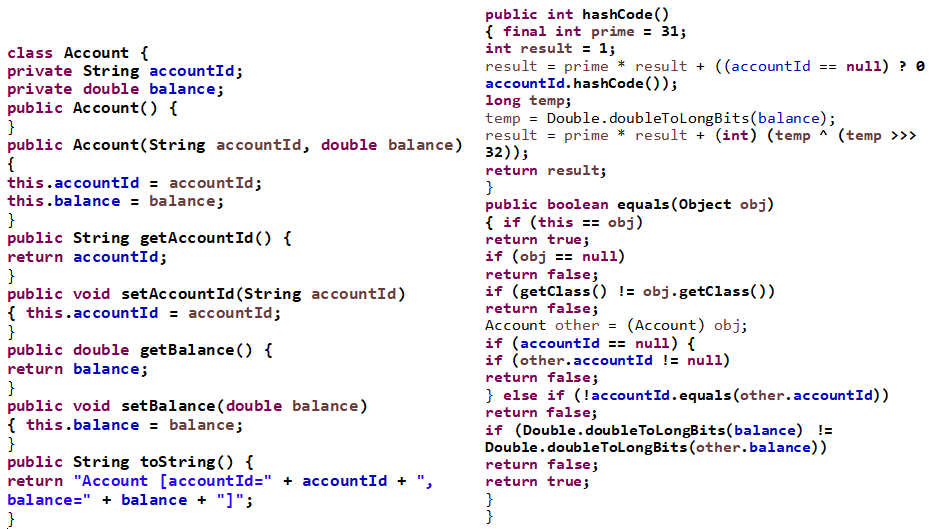 class Account {
private String accountId;
private double balance;
public Account() {
}
public Account(String accountId, double balance)
{
this.accountId = accountId;
this.balance = balance;
}
public String getAccountId() {
return accountId;
}
public void setAccountId(String accountId)
{ this.accountId = accountId;
}
public double getBalance() {
return balance;
}
public void setBalance(double balance)
{ this.balance = balance;
}
public String toString() {
return "Account [accountId=" + accountId + ",
balance=" + balance + "]";
}
public int hashCode()
{ final int prime = 31;
int result = 1;
result = prime * result + ((accountId == null) ? 0
accountId.hashCode());
long temp;
temp = Double.doubleToLongBits(balance);
result = prime * result + (int) (temp ^ (temp >>>
32));
return result;
}
public boolean equals(Object obj)
{ if (this == obj)
return true;
if (obj == null)
return false;
if (getClass() != obj.getClass())
return false;
Account other = (Account) obj;
if (accountId == null) {
if (other.accountId != null)
return false;
} else if (!accountId.equals(other.accountId))
return false;
if (Double.doubleToLongBits(balance) !=
Double.doubleToLongBits(other.balance))
return false;
return true;
}
}